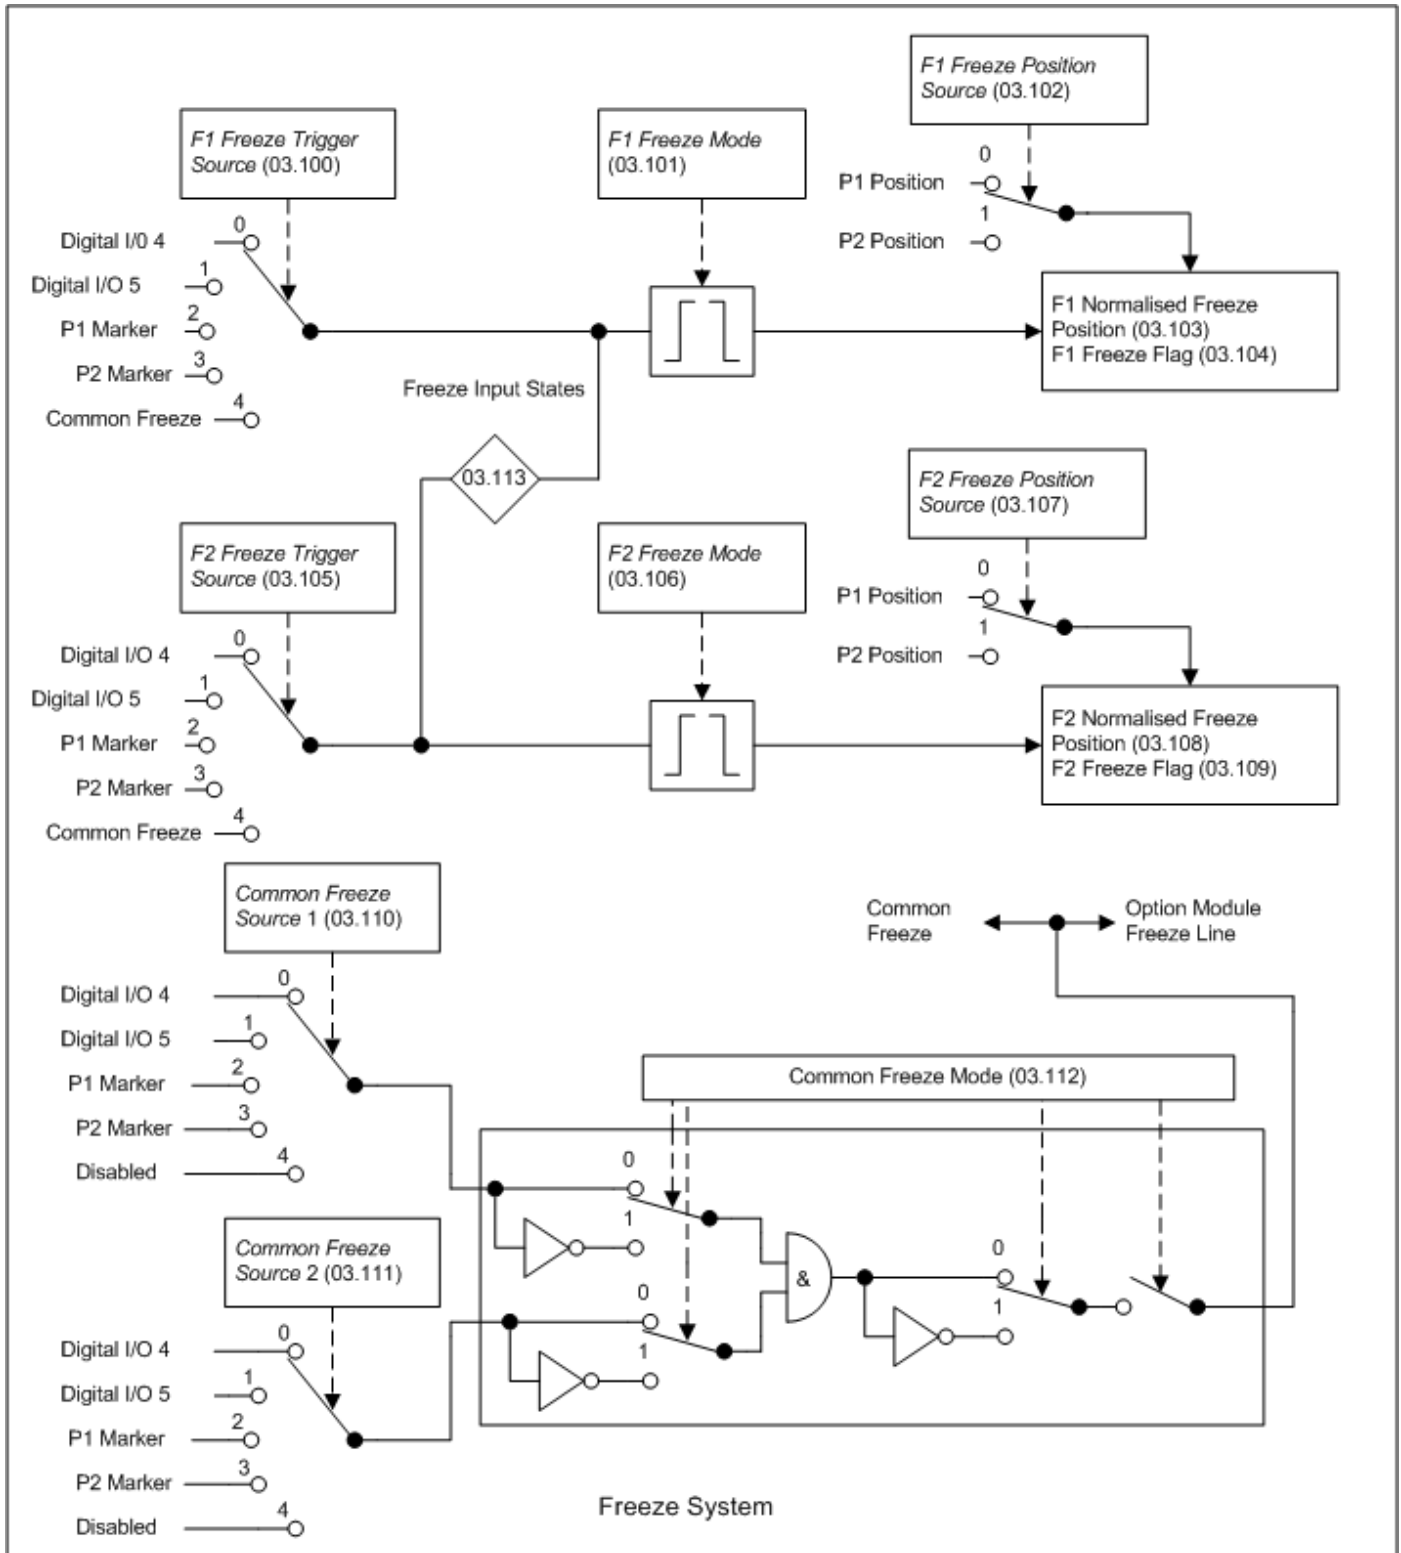 F1 Freeze Position
Source (03.102)
F1 Freeze Trigger
Source (03.100)
F1 Freeze Mode
(03.101)
0
P1 Position
1
P2 Position
0
Digital I/0 4
1
Digital I/O 5
2
P1 Marker
3
P2 Marker
4
Common Freeze
F1 Normalised Freeze
Position (03.103)
F1 Freeze Flag (03.104)
Freeze Input States
03.113
F2 Freeze Position
Source (03.107)
F2 Freeze Trigger
Source (03.105)
F2 Freeze Mode
(03.106)
0
P1 Position
1
P2 Position
0
Digital I/O 4
1
Digital I/O 5
2
P1 Marker
3
P2 Marker
4
Common Freeze
F2 Normalised Freeze
Position (03.108)
F2 Freeze Flag (03.109)
Common Freeze
Source 1 (03.110)
Common
Freeze
Option Module
Freeze Line
0
Digital I/O 4
1
Digital I/O 5
2
P1 Marker
3
P2 Marker
4
Disabled
Common Freeze Mode (03.112)
0
1
Common Freeze
Source 2 (03.111)
0
1
&
0
1
0
Digital I/O 4
1
Digital I/O 5
2
P1 Marker
3
P2 Marker
4
Disabled
Freeze System